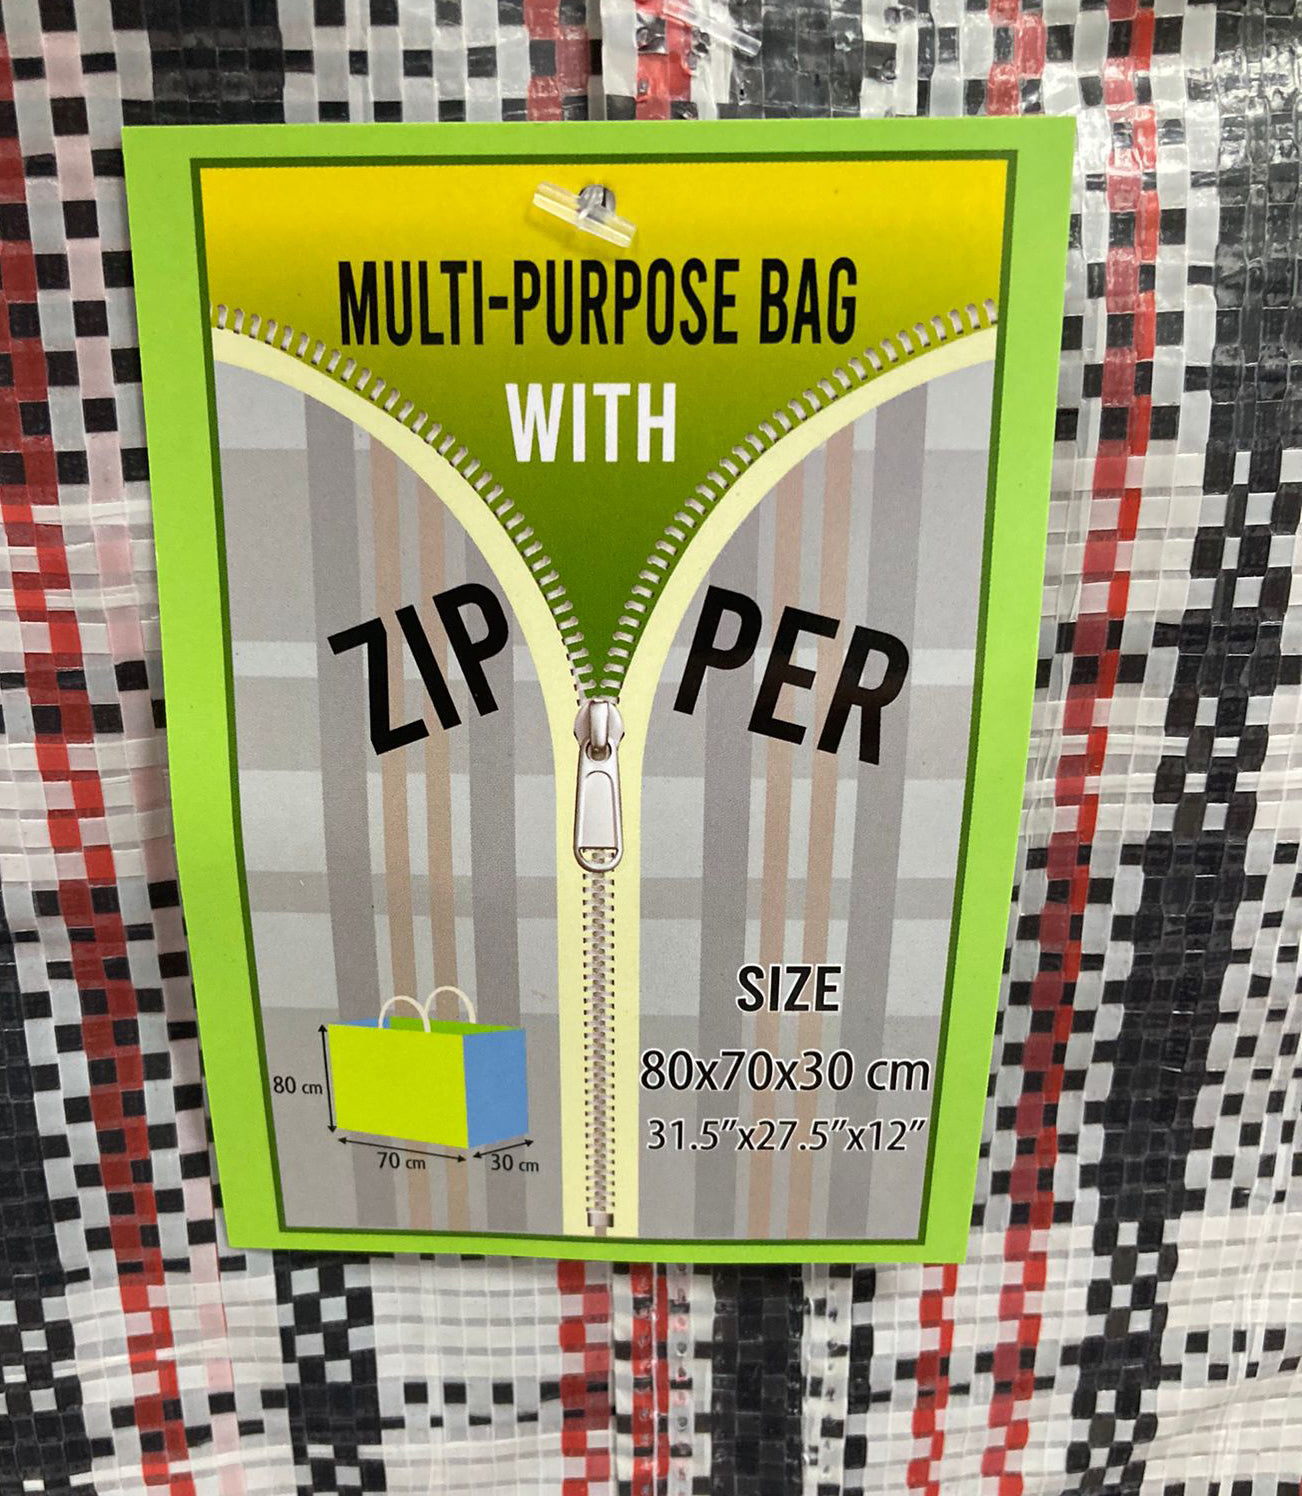 MULTI-PURPOSE BAG
WITH
ZIP PER
SIZE
80x70x30 cm
31.5”x27.5”x12”
80 cm
70 cm
30 cm